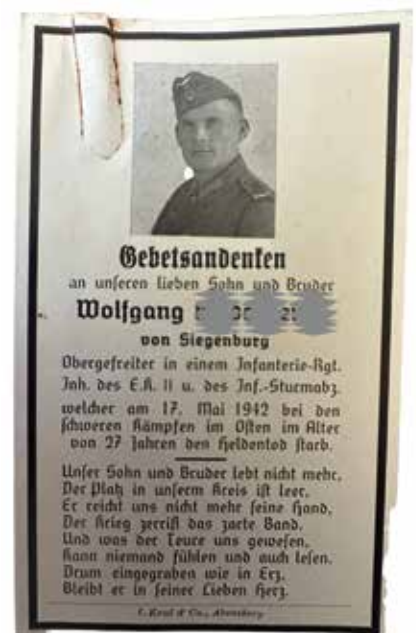 Gebetsandenken
an unseren lieben Sohn und Bruder
Wolfgang
von Siegenburg
Obergefreiter in einem Infanterie-Rgt.
Inh. des E.K. II u. des Inf.-Sturmabz.
welcher am 17. Mai 1942 bei den
schweren Kämpfen im Osten im Alter
von 27 Jahren den Heldentod starb.
Unser Sohn und Bruder lebt nicht mehr,
Der Platz in unserm Kreis ist leer,
Er reicht uns nicht mehr seine Hand,
Der Krieg zerriß das zarte Band.
Und was der Teure uns gewesen,
Kann niemand fühlen und auch lesen,
Drum eingegraben wie in Erz,
Bleibt er in seiner Lieben Herz.
& Co., Abensberg